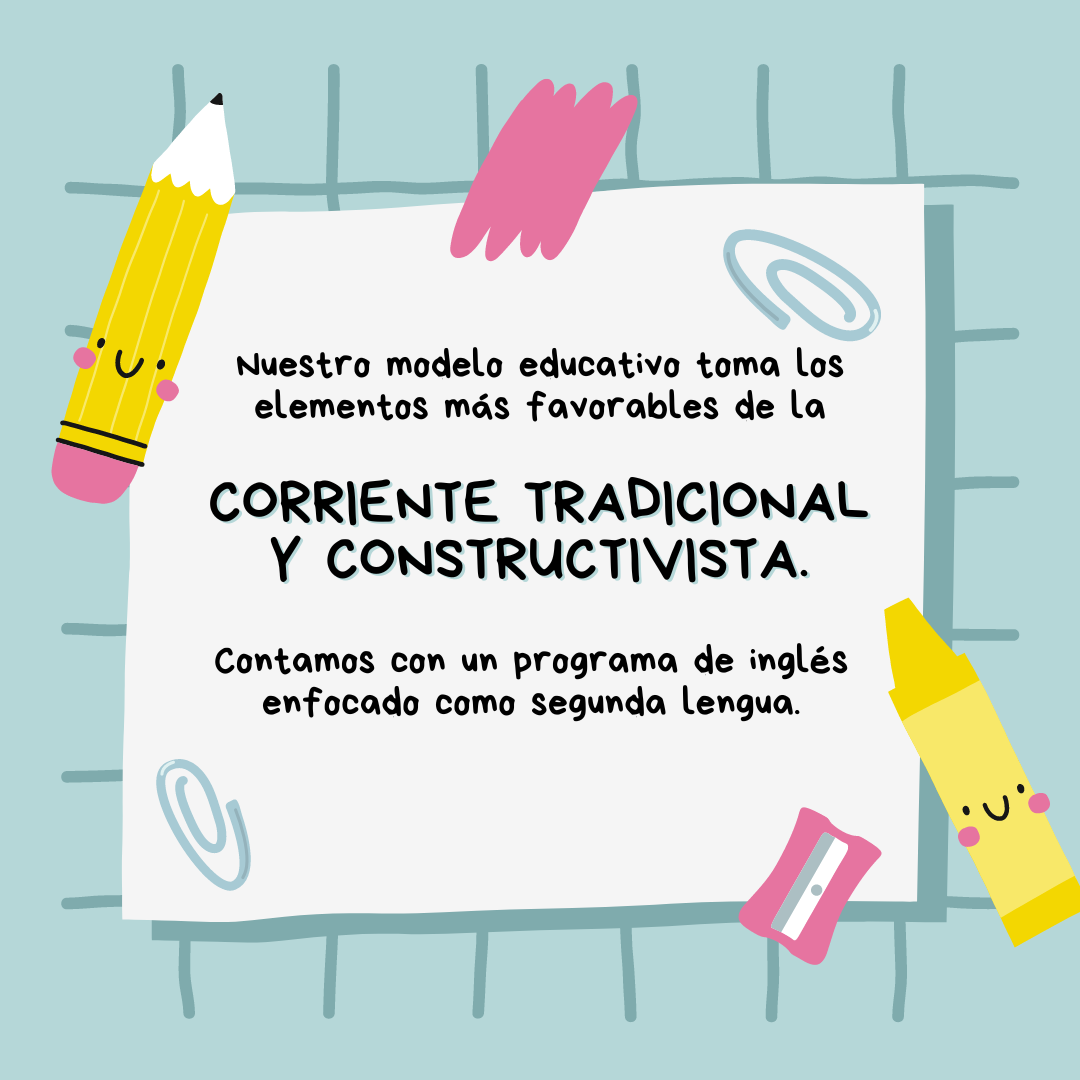 Nuestro modelo educativo toma los
elementos más favorables de la
CORRIENTE TRADICIONAL
Y CONSTRUCTIVISTA.
Contamos con un programa de inglés
enfocado como segunda lengua.